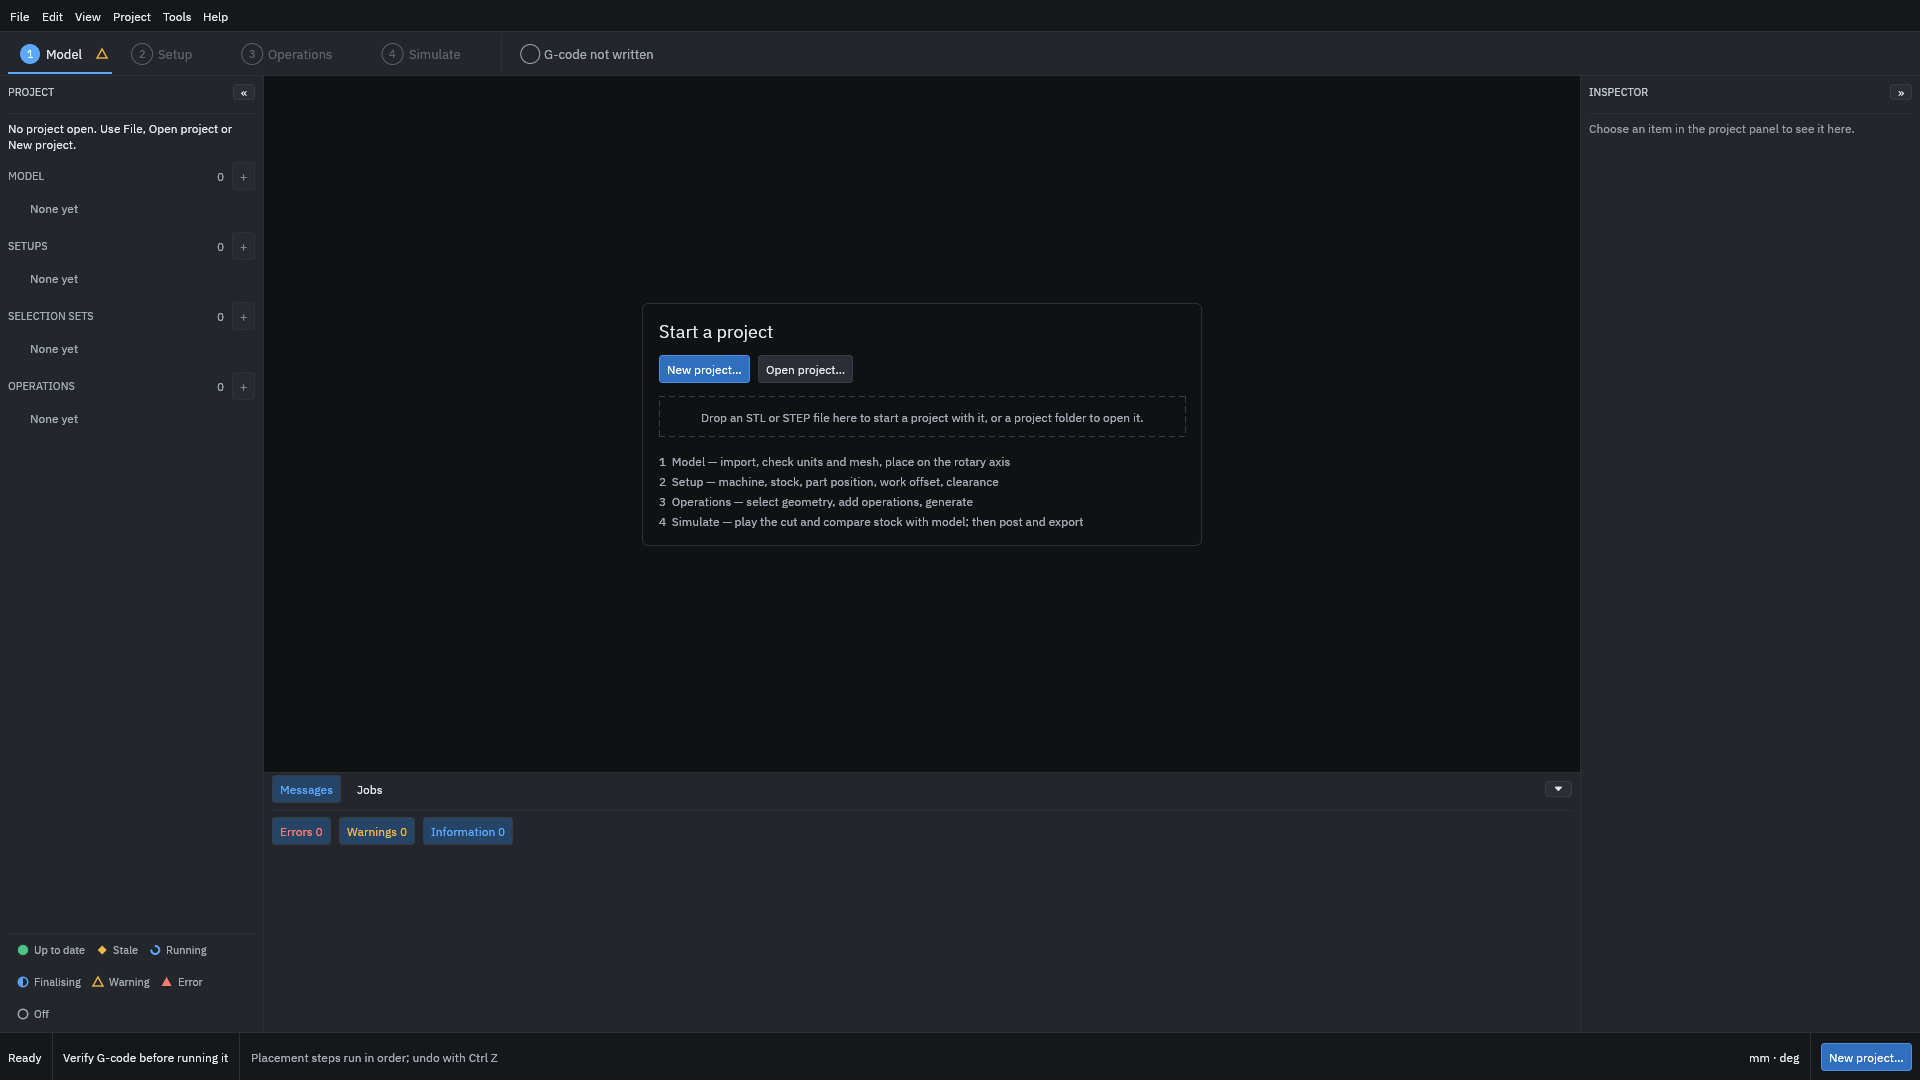 File Edit View Project Tools Help
1 Model 2 Setup 3 Operations 4 Simulate G-code not written
PROJECT «
No project open. Use File, Open project or
New project.
MODEL 0 +
None yet
SETUPS 0 +
None yet
SELECTION SETS 0 +
None yet
OPERATIONS 0 +
None yet
Up to date Stale Running
Finalising Warning Error
Off
Start a project
New project... Open project...
Drop an STL or STEP file here to start a project with it, or a project folder to open it.
1 Model — import, check units and mesh, place on the rotary axis
2 Setup — machine, stock, part position, work offset, clearance
3 Operations — select geometry, add operations, generate
4 Simulate — play the cut and compare stock with model; then post and export
Messages Jobs
Errors 0 Warnings 0 Information 0
INSPECTOR »
Choose an item in the project panel to see it here.
Ready Verify G-code before running it Placement steps run in order; undo with Ctrl Z mm · deg New project...